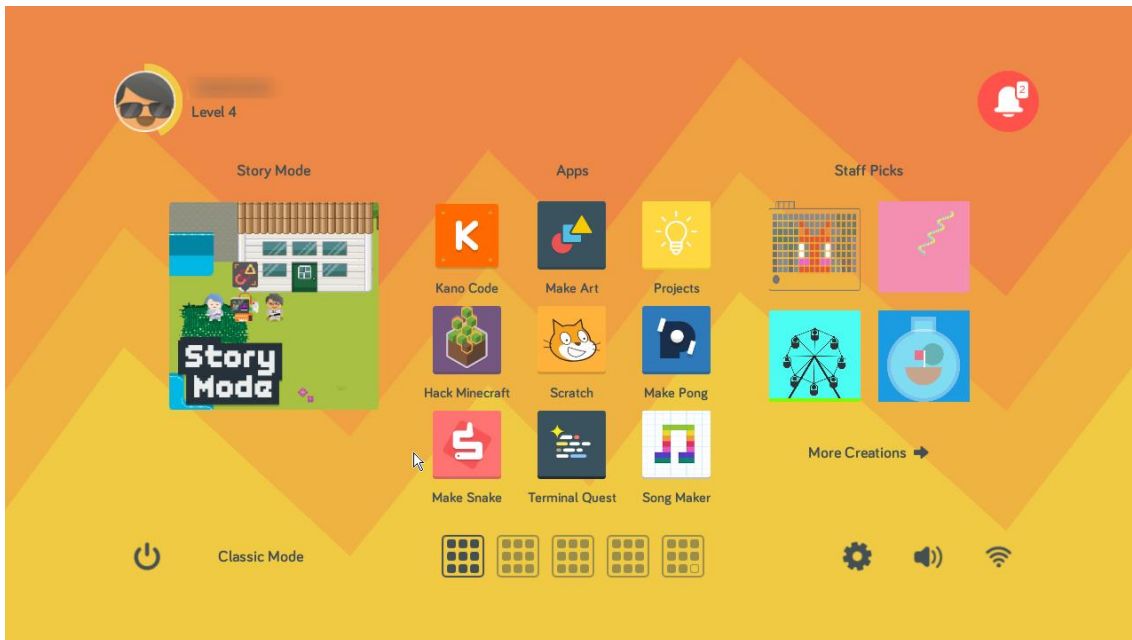 Level 4
2
Story Mode
Apps
Staff Picks
K
Kano Code
Make Art
Projects
Story
Mode
Hack Minecraft
Scratch
Make Pong
More Creations
Make Snake
Terminal Quest
Song Maker
Classic Mode